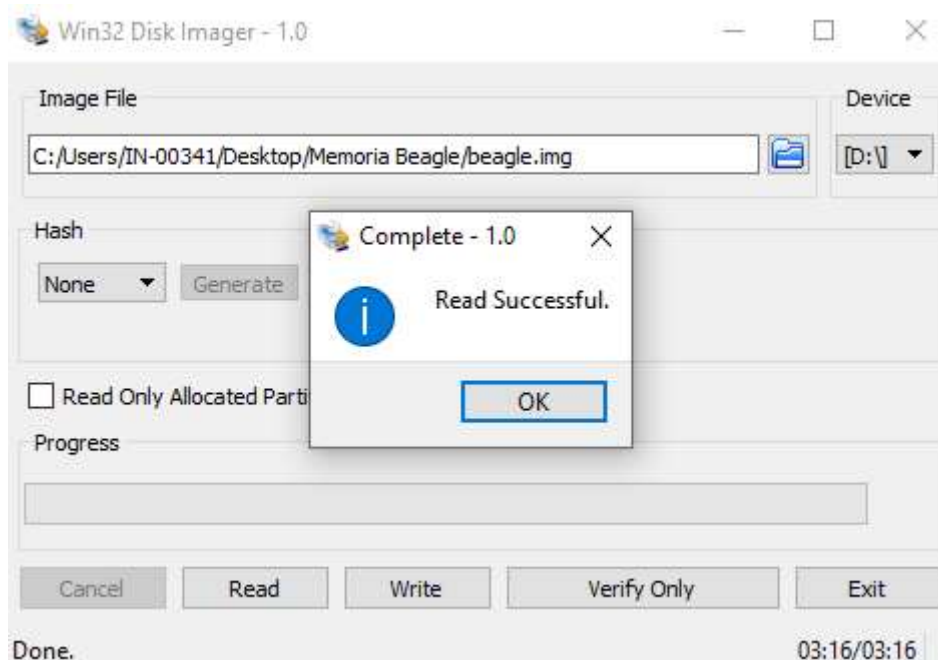 Win32 Disk Imager - 1.0
Image File
Device
C:/Users/IN-00341/Desktop/Memoria Beagle/beagle.img
[D:\]
Hash
None
Generate
Complete - 1.0
Read Successful.
OK
Read Only Allocated Parti
Progress
Cancel
Read
Write
Verify Only
Exit
Done.
03:16/03:16